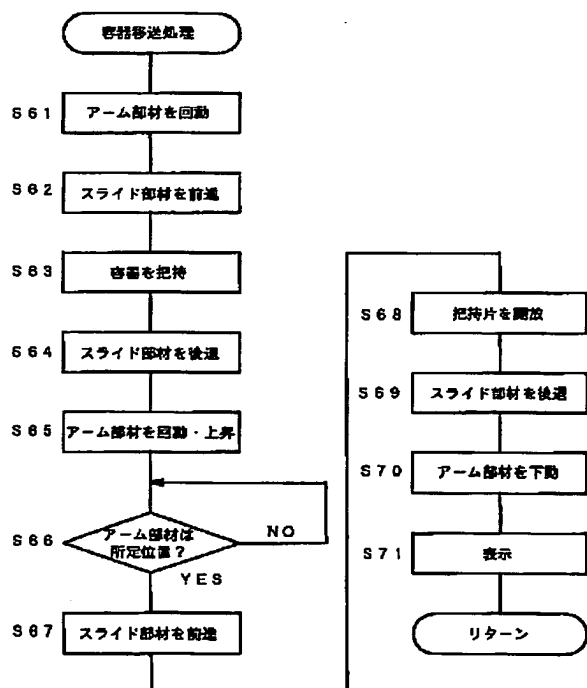 容器移送処理
S61
アーム部材を回動
S62
スライド部材を前進
S63
容器を把持
S64
スライド部材を後退
S65
アーム部材を回動・上昇
S66
アーム部材は
所定位置?
NO
YES
S67
スライド部材を前進
S68
把持片を開放
S69
スライド部材を後退
S70
アーム部材を下動
S71
表示
リターン